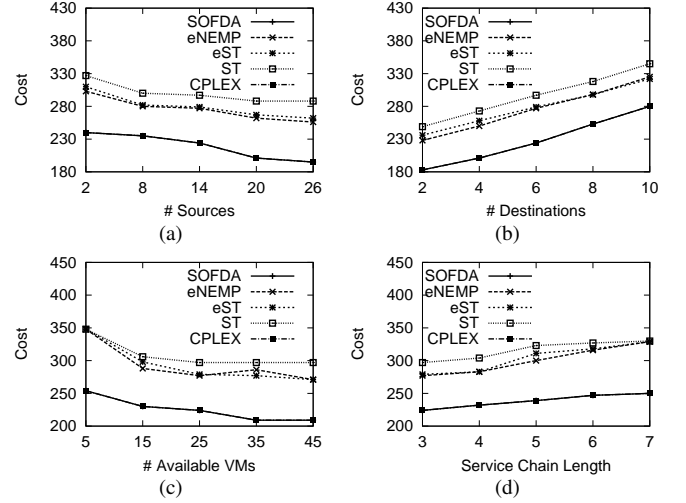 430
380
330
280
230
180
Cost
SOFDA
eNEMP
eST
ST
CPLEX
2 8 14 20 26
# Sources
(a)
430
380
330
280
230
180
Cost
SOFDA
eNEMP
eST
ST
CPLEX
2 4 6 8 10
# Destinations
(b)
450
400
350
300
250
200
Cost
SOFDA
eNEMP
eST
ST
CPLEX
5 15 25 35 45
# Available VMs
(c)
450
400
350
300
250
200
Cost
SOFDA
eNEMP
eST
ST
CPLEX
3 4 5 6 7
Service Chain Length
(d)